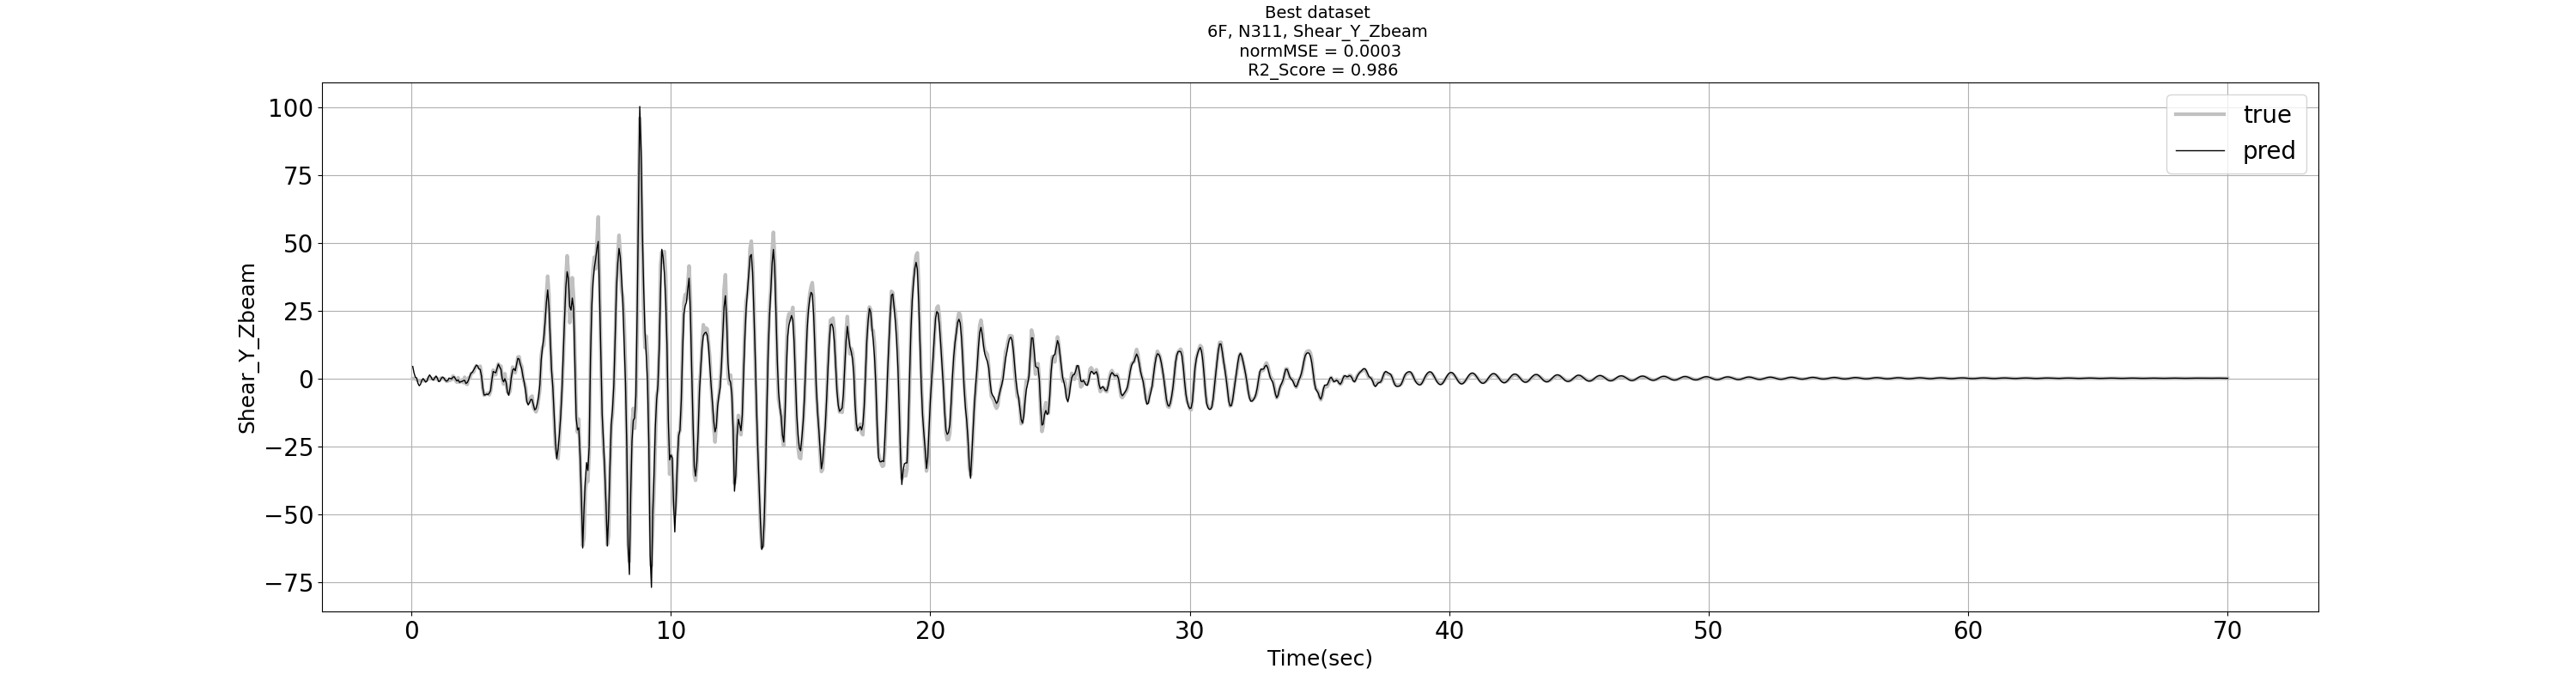 Best dataset
6F, N311, Shear_Y_Zbeam
normMSE = 0.0003
R2_Score = 0.986
100
75
50
25
0
−25
−50
−75
Shear_Y_Zbeam
true
pred
0 10 20 30 40 50 60 70
Time(sec)